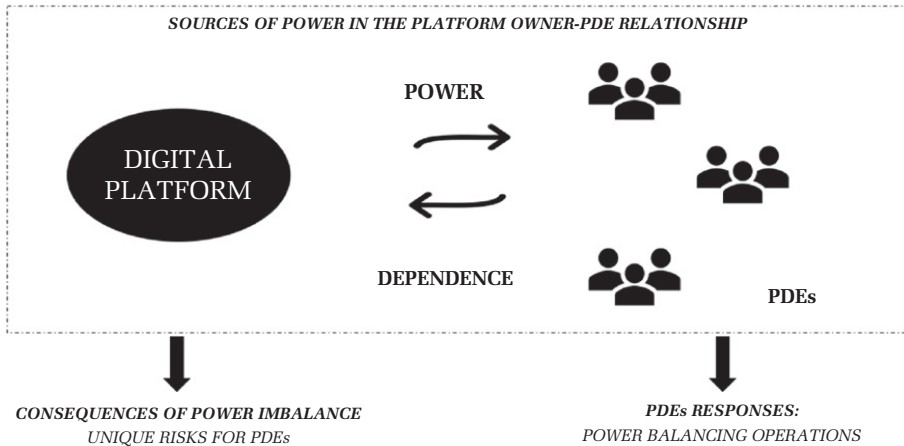 SOURCES OF POWER IN THE PLATFORM OWNER-PDE RELATIONSHIP
POWER
DIGITAL
PLATFORM
DEPENDENCE
PDEs
CONSEQUENCES OF POWER IMBALANCE
UNIQUE RISKS FOR PDEs
PDEs RESPONSES:
POWER BALANCING OPERATIONS